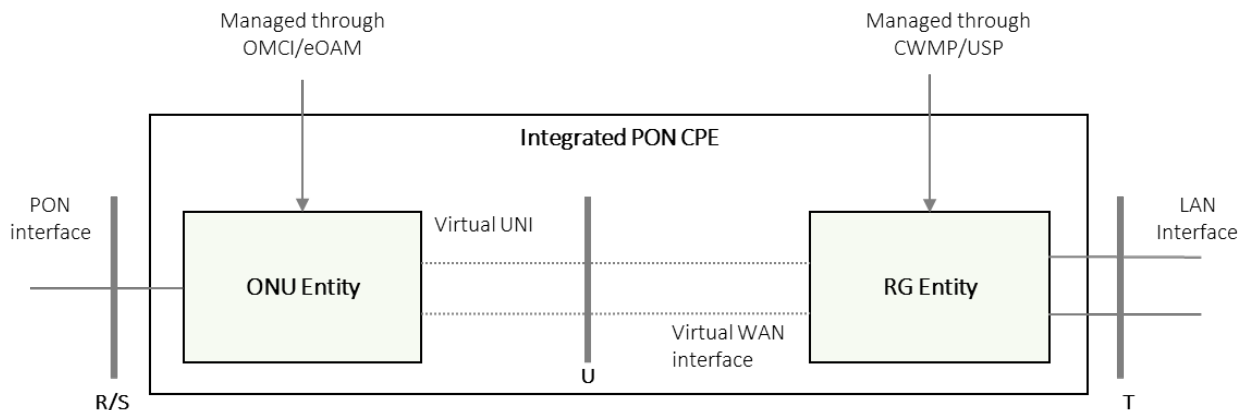 Managed through
OMCI/eOAM
Managed through
CWMP/USP
Integrated PON CPE
PON
interface
Virtual UNI
LAN
Interface
ONU Entity
RG Entity
Virtual WAN
interface
U
R/S
T